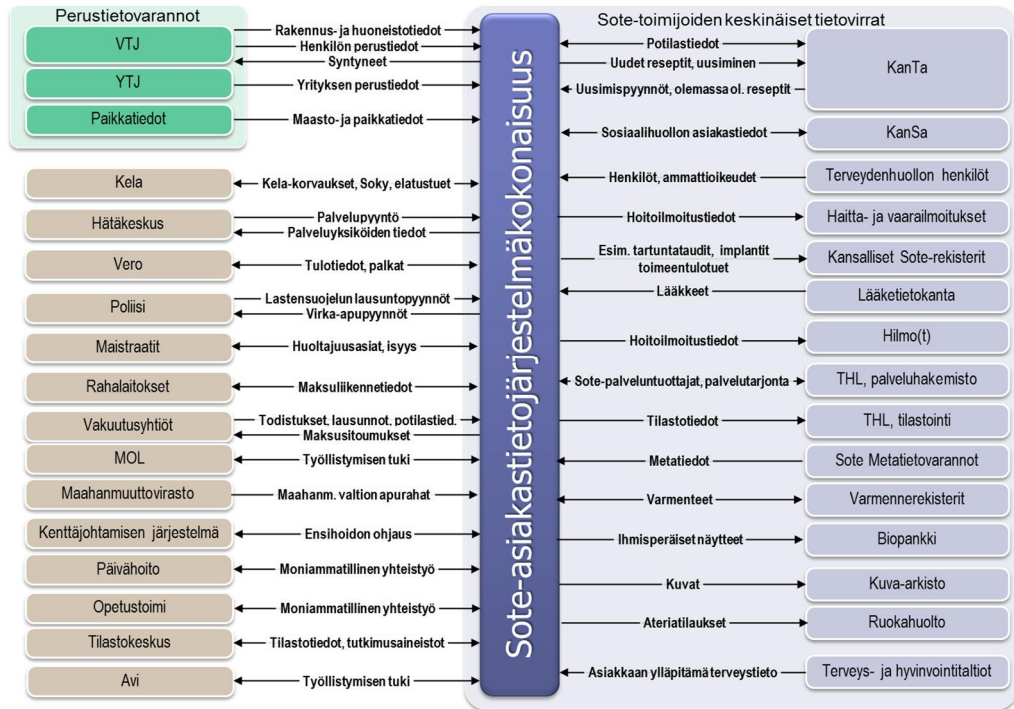 Perustietovarannot
VTJ
YTJ
Paikkatiedot
Rakennus- ja huoneistotiedot
Henkilön perustiedot
Syntyneet
Yrityksen perustiedot
Maasto- ja paikkatiedot
Kela
Kela-korvaukset, Soky, elatustuet
Hätäkeskus
Palvelupyyntö
Palveluyksiköiden tiedot
Vero
Tulotiedot, palkat
Poliisi
Lastensuojelun lausuntopyynnöt
Virka-apupyynnöt
Maistraatit
Huoltajuusasiat, isyys
Rahalaitokset
Maksuliikennetiedot
Vakuutusyhtiöt
Todistukset, lausunnot, potilastied.
Maksusitoumukset
MOL
Työllistymisen tuki
Maahanmuuttovirasto
Maahanm. valtion apurahat
Kenttäjohtamisen järjestelmä
Ensihoidon ohjaus
Päivähoito
Moniammatillinen yhteistyö
Opetustoimi
Moniammatillinen yhteistyö
Tilastokeskus
Tilastotiedot, tutkimusaineistot
Avi
Työllistymisen tuki
Sote-asiakastietojärjestelmäkokonaisuus
Sote-toimijoiden keskinäiset tietovirrat
Potilastiedot
Uudet reseptit, uusiminen
Uusimispyynnöt, olemassa ol. reseptit
KanTa
Sosiaalihuollon asiakastiedot
KanSa
Henkilöt, ammattioikeudet
Terveydenhuollon henkilöt
Hoitoilmoitustiedot
Haitta- ja vaarailmoitukset
Esim. tartuntataudit, implantit
toimeentulotuet
Kansalliset Sote-rekisterit
Lääkkeet
Lääketietokanta
Hoitoilmoitustiedot
Hilmo(t)
Sote-palveluntuottajat, palvelutarjonta
THL, palveluhakemisto
Tilastotiedot
THL, tilastointi
Metatiedot
Sote Metatietovarannot
Varmenteet
Varmennerekisterit
Ihmisperäiset näytteet
Biopankki
Kuvat
Kuva-arkisto
Ateriatilaukset
Ruokahuolto
Asiakkaan ylläpitämä terveystieto
Terveys- ja hyvinvointitaltiot